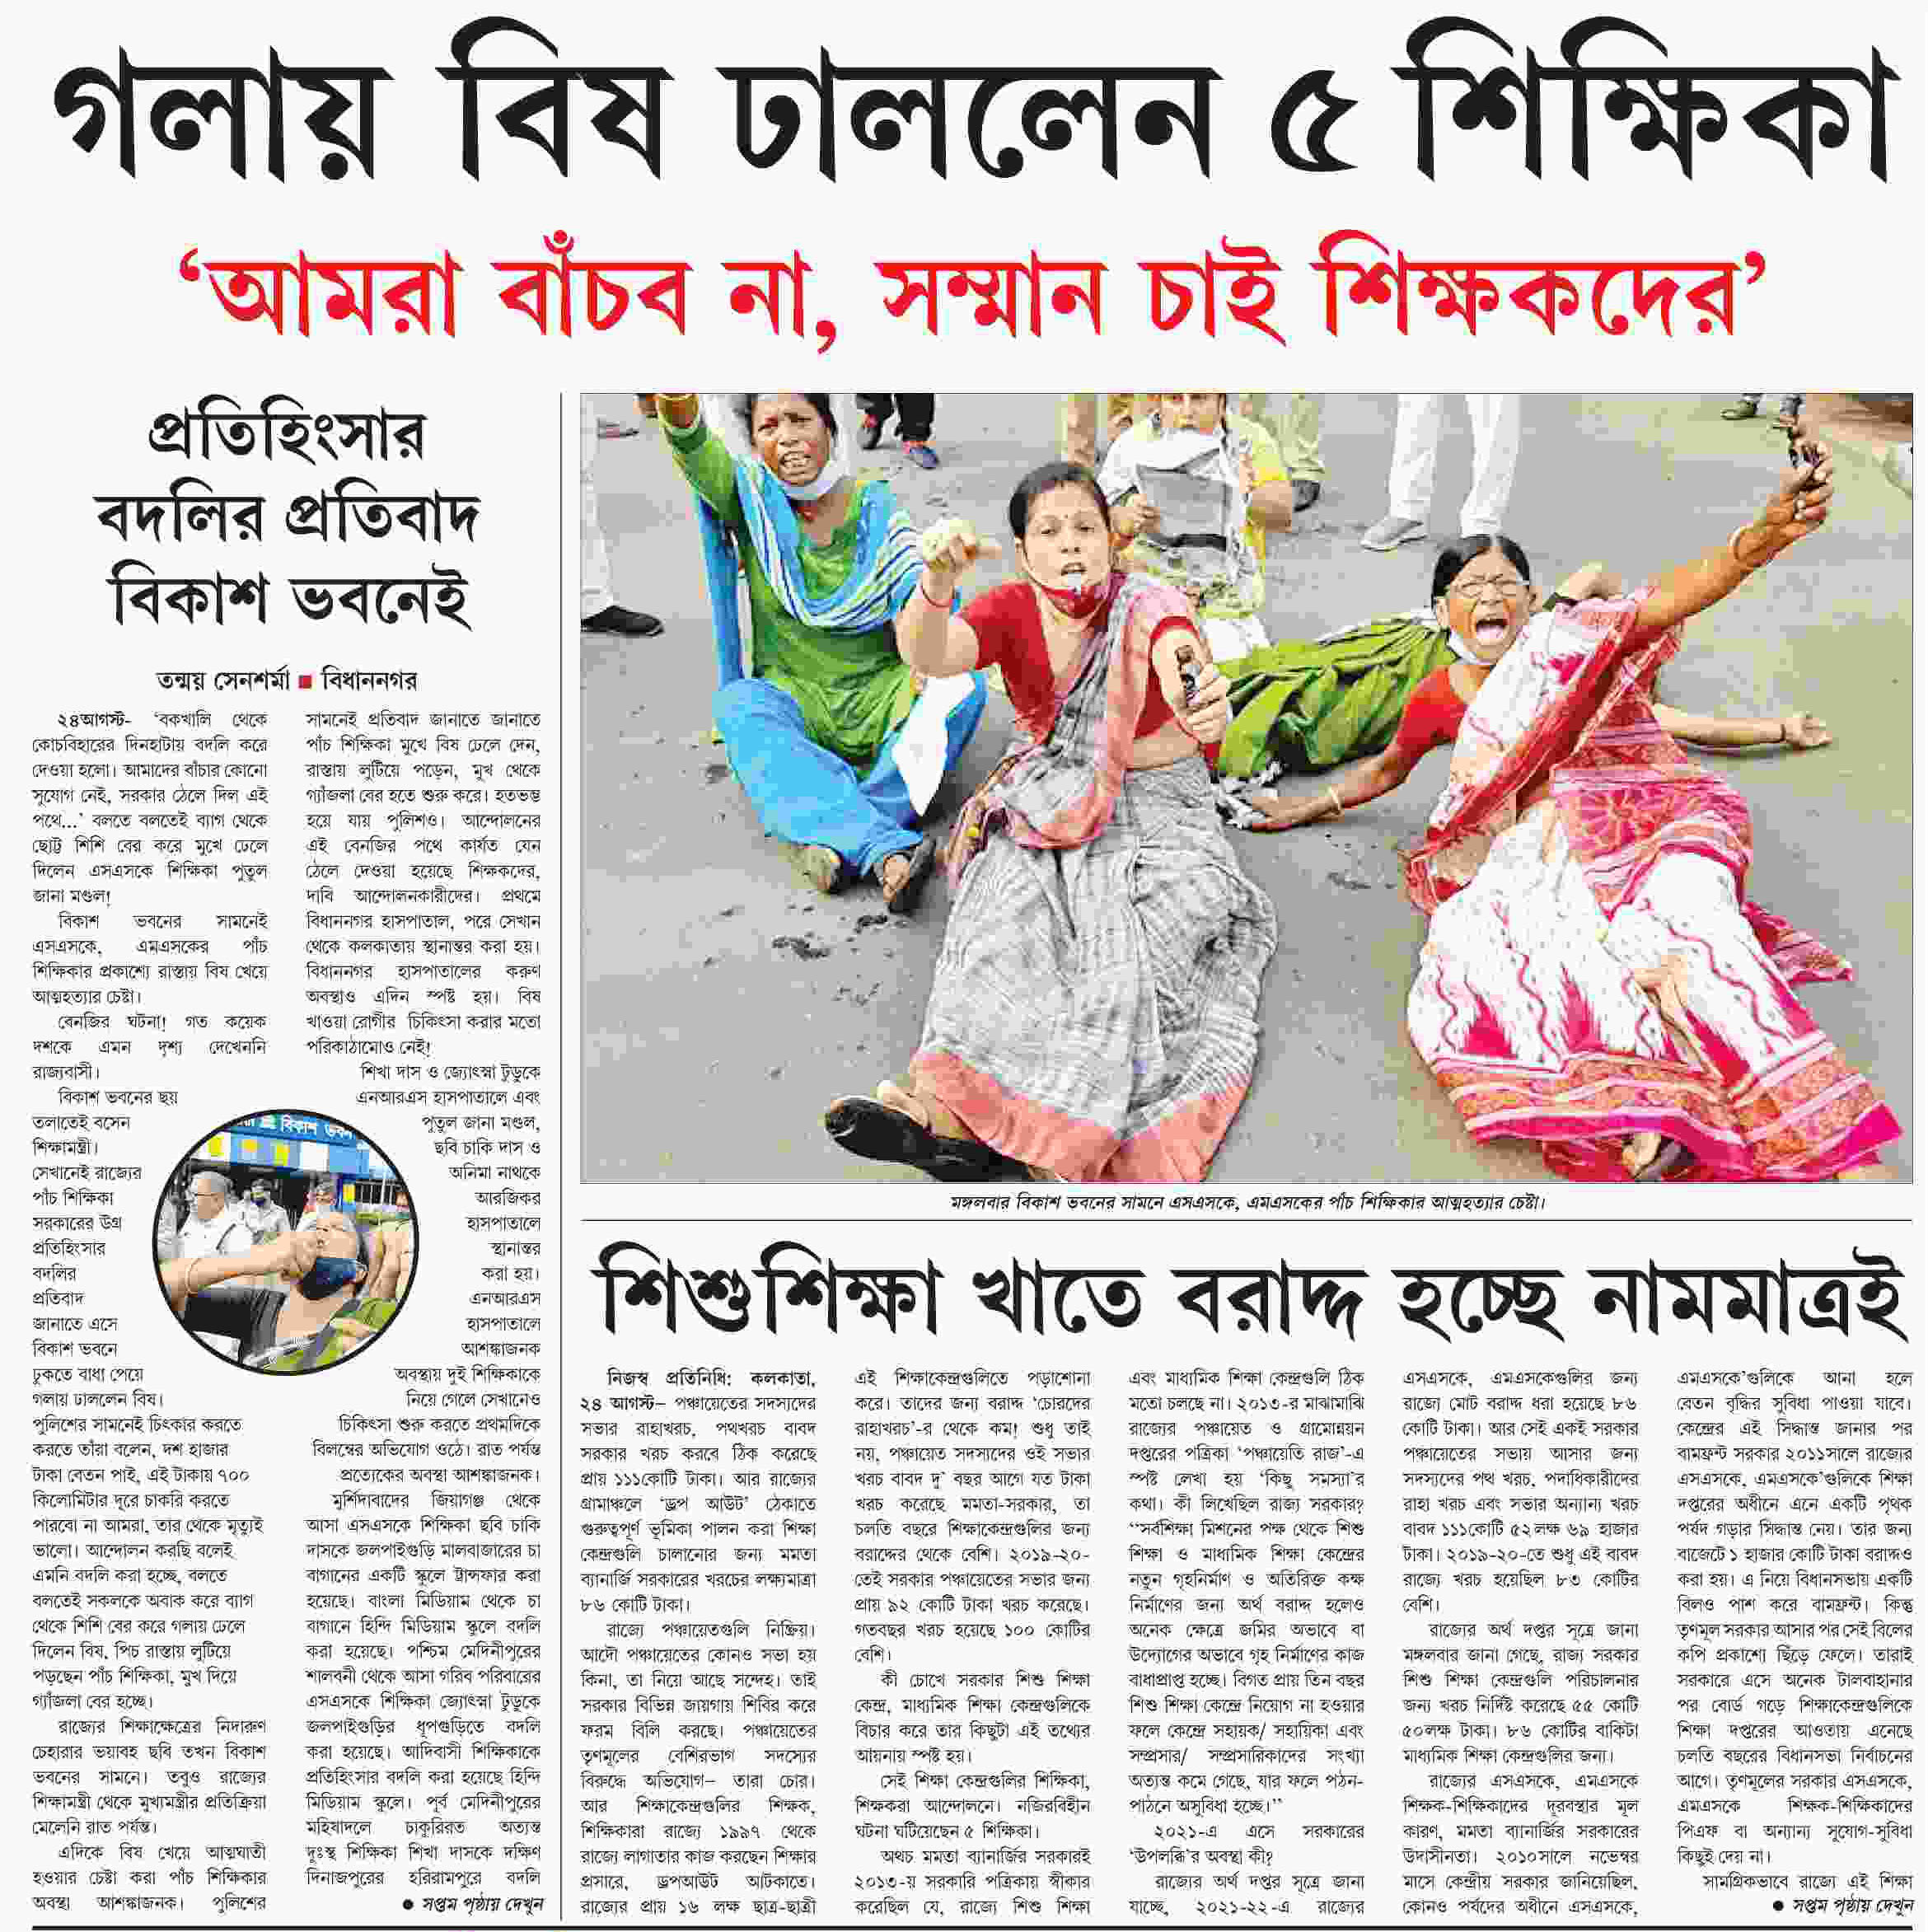 গলায় বিষ ঢাললেন ৫ শিক্ষিকা
‘আমরা বাঁচব না, সম্মান চাই শিক্ষকদের’
প্রতিহিংসার
বদলির প্রতিবাদ
বিকাশ ভবনেই
তন্ময় সেনশর্মা ■ বিধাননগর
২৪আগস্ট- ‘বকখালি থেকে
কোচবিহারের দিনহাটায় বদলি করে
দেওয়া হলো। আমাদের বাঁচার কোনো
সুযোগ নেই, সরকার ঠেলে দিল এই
পথে...’ বলতে বলতেই ব্যাগ থেকে
ছোট্ট শিশি বের করে মুখে ঢেলে
দিলেন এসএসকে শিক্ষিকা পুতুল
জানা মণ্ডল!
বিকাশ ভবনের সামনেই
এসএসকে, এমএসকের পাঁচ
শিক্ষিকার প্রকাশ্যে রাস্তায় বিষ খেয়ে
আত্মহত্যার চেষ্টা।
বেনজির ঘটনা! গত কয়েক
দশকে এমন দৃশ্য দেখেননি
রাজ্যবাসী।
বিকাশ ভবনের ছয়
তলাতেই বসেন
শিক্ষামন্ত্রী।
সেখানেই রাজ্যের
পাঁচ শিক্ষিকা
সরকারের উগ্র
প্রতিহিংসার
বদলির
প্রতিবাদ
জানাতে এসে
বিকাশ ভবনে
ঢুকতে বাধা পেয়ে
গলায় ঢাললেন বিষ।
পুলিশের সামনেই চিৎকার করতে
করতে তাঁরা বলেন, দশ হাজার
টাকা বেতন পাই, এই টাকায় ৭০০
কিলোমিটার দূরে চাকরি করতে
পারবো না আমরা, তার থেকে মৃত্যুই
ভালো। আন্দোলন করছি বলেই
এমনি বদলি করা হচ্ছে, বলতে
বলতেই সকলকে অবাক করে ব্যাগ
থেকে শিশি বের করে গলায় ঢেলে
দিলেন বিষ, পিচ রাস্তায় লুটিয়ে
পড়ছেন পাঁচ শিক্ষিকা, মুখ দিয়ে
গ্যাঁজলা বের হচ্ছে।
রাজ্যের শিক্ষাক্ষেত্রের নিদারুণ
চেহারার ভয়াবহ ছবি তখন বিকাশ
ভবনের সামনে। তবুও রাজ্যের
শিক্ষামন্ত্রী থেকে মুখ্যমন্ত্রীর প্রতিক্রিয়া
মেলেনি রাত পর্যন্ত।
এদিকে বিষ খেয়ে আত্মঘাতী
হওয়ার চেষ্টা করা পাঁচ শিক্ষিকার
অবস্থা আশঙ্কাজনক। পুলিশের
সামনেই প্রতিবাদ জানাতে জানাতে
পাঁচ শিক্ষিকা মুখে বিষ ঢেলে দেন,
রাস্তায় লুটিয়ে পড়েন, মুখ থেকে
গ্যাঁজলা বের হতে শুরু করে। হতভম্ভ
হয়ে যায় পুলিশও। আন্দোলনের
এই বেনজির পথে কার্যত যেন
ঠেলে দেওয়া হয়েছে শিক্ষকদের,
দাবি আন্দোলনকারীদের। প্রথমে
বিধাননগর হাসপাতাল, পরে সেখান
থেকে কলকাতায় স্থানান্তর করা হয়।
বিধাননগর হাসপাতালের করুণ
অবস্থাও এদিন স্পষ্ট হয়। বিষ
খাওয়া রোগীর চিকিৎসা করার মতো
পরিকাঠামোও নেই!
শিখা দাস ও জ্যোৎস্না টুডুকে
এনআরএস হাসপাতালে এবং
পুতুল জানা মণ্ডল,
ছবি চাকি দাস ও
অনিমা নাথকে
আরজিকর
হাসপাতালে
স্থানান্তর
করা হয়।
এনআরএস
হাসপাতালে
আশঙ্কাজনক
অবস্থায় দুই শিক্ষিকাকে
নিয়ে গেলে সেখানেও
চিকিৎসা শুরু করতে প্রথমদিকে
বিলম্বের অভিযোগ ওঠে। রাত পর্যন্ত
প্রত্যেকের অবস্থা আশঙ্কাজনক।
মুর্শিদাবাদের জিয়াগঞ্জ থেকে
আসা এসএসকে শিক্ষিকা ছবি চাকি
দাসকে জলপাইগুড়ি মালবাজারের চা
বাগানের একটি স্কুলে ট্রান্সফার করা
হয়েছে। বাংলা মিডিয়াম থেকে চা
বাগানে হিন্দি মিডিয়াম স্কুলে বদলি
করা হয়েছে। পশ্চিম মেদিনীপুরের
শালবনী থেকে আসা গরিব পরিবারের
এসএসকে শিক্ষিকা জ্যোৎস্না টুডুকে
জলপাইগুড়ির ধূপগুড়িতে বদলি
করা হয়েছে। আদিবাসী শিক্ষিকাকে
প্রতিহিংসার বদলি করা হয়েছে হিন্দি
মিডিয়াম স্কুলে। পূর্ব মেদিনীপুরের
মহিষাদলে চাকুরিরত অত্যন্ত
দুঃস্থ শিক্ষিকা শিখা দাসকে দক্ষিণ
দিনাজপুরের হরিরামপুরে বদলি
● সপ্তম পৃষ্ঠায় দেখুন
বিকাশ ভবন
মঙ্গলবার বিকাশ ভবনের সামনে এসএসকে, এমএসকের পাঁচ শিক্ষিকার আত্মহত্যার চেষ্টা।
শিশুশিক্ষা খাতে বরাদ্দ হচ্ছে নামমাত্রই
নিজস্ব প্রতিনিধি: কলকাতা,
২৪ আগস্ট– পঞ্চায়েতের সদস্যদের
সভার রাহাখরচ, পথখরচ বাবদ
সরকার খরচ করবে ঠিক করেছে
প্রায় ১১১কোটি টাকা। আর রাজ্যের
গ্রামাঞ্চলে ‘ড্রপ আউট’ ঠেকাতে
গুরুত্বপূর্ণ ভূমিকা পালন করা শিক্ষা
কেন্দ্রগুলি চালানোর জন্য মমতা
ব্যানার্জি সরকারের খরচের লক্ষ্যমাত্রা
৮৬ কোটি টাকা।
রাজ্যে পঞ্চায়েতগুলি নিষ্ক্রিয়।
আদৌ পঞ্চায়েতের কোনও সভা হয়
কিনা, তা নিয়ে আছে সন্দেহ। তাই
সরকার বিভিন্ন জায়গায় শিবির করে
ফরম বিলি করছে। পঞ্চায়েতের
তৃণমূলের বেশিরভাগ সদস্যের
বিরুদ্ধে অভিযোগ– তারা চোর।
আর শিক্ষাকেন্দ্রগুলির শিক্ষক,
শিক্ষিকারা রাজ্যে ১৯৯৭ থেকে
রাজ্যে লাগাতার কাজ করছেন শিক্ষার
প্রসারে, ড্রপআউট আটকাতে।
রাজ্যের প্রায় ১৬ লক্ষ ছাত্র-ছাত্রী
এই শিক্ষাকেন্দ্রগুলিতে পড়াশোনা
করে। তাদের জন্য বরাদ্দ ‘চোরদের
রাহাখরচ’-র থেকে কম! শুধু তাই
নয়, পঞ্চায়েত সদস্যদের ওই সভার
খরচ বাবদ দু’ বছর আগে যত টাকা
খরচ করেছে মমতা-সরকার, তা
চলতি বছরে শিক্ষাকেন্দ্রগুলির জন্য
বরাদ্দের থেকে বেশি। ২০১৯-২০-
তেই সরকার পঞ্চায়েতের সভার জন্য
প্রায় ৯২ কোটি টাকা খরচ করেছে।
গতবছর খরচ হয়েছে ১০০ কোটির
বেশি।
কী চোখে সরকার শিশু শিক্ষা
কেন্দ্র, মাধ্যমিক শিক্ষা কেন্দ্রগুলিকে
বিচার করে তার কিছুটা এই তথ্যের
আয়নায় স্পষ্ট হয়।
সেই শিক্ষা কেন্দ্রগুলির শিক্ষিকা,
শিক্ষকরা আন্দোলনে। নজিরবিহীন
ঘটনা ঘটিয়েছেন ৫ শিক্ষিকা।
অথচ মমতা ব্যানার্জির সরকারই
২০১৩-য় সরকারি পত্রিকায় স্বীকার
করেছিল যে, রাজ্যে শিশু শিক্ষা
এবং মাধ্যমিক শিক্ষা কেন্দ্রগুলি ঠিক
মতো চলছে না। ২০১৩-র মাঝামাঝি
রাজ্যের পঞ্চায়েত ও গ্রামোন্নয়ন
দপ্তরের পত্রিকা ‘পঞ্চায়েতি রাজ’-এ
স্পষ্ট লেখা হয় ‘কিছু সমস্যা’র
কথা। কী লিখেছিল রাজ্য সরকার?
‘‘সর্বশিক্ষা মিশনের পক্ষ থেকে শিশু
শিক্ষা ও মাধ্যমিক শিক্ষা কেন্দ্রের
নতুন গৃহনির্মাণ ও অতিরিক্ত কক্ষ
নির্মাণের জন্য অর্থ বরাদ্দ হলেও
অনেক ক্ষেত্রে জমির অভাবে বা
উদ্যোগের অভাবে গৃহ নির্মাণের কাজ
বাধাপ্রাপ্ত হচ্ছে। বিগত প্রায় তিন বছর
শিশু শিক্ষা কেন্দ্রে নিয়োগ না হওয়ার
ফলে কেন্দ্রে সহায়ক/ সহায়িকা এবং
সম্প্রসার/ সম্প্রসারিকাদের সংখ্যা
অত্যন্ত কমে গেছে, যার ফলে পঠন-
পাঠনে অসুবিধা হচ্ছে।’’
২০২১-এ এসে সরকারের
‘উপলব্ধি’র অবস্থা কী?
রাজ্যের অর্থ দপ্তর সূত্রে জানা
যাচ্ছে, ২০২১-২২-এ রাজ্যের
এসএসকে, এমএসকেগুলির জন্য
রাজ্যে মোট বরাদ্দ ধরা হয়েছে ৮৬
কোটি টাকা। আর সেই একই সরকার
পঞ্চায়েতের সভায় আসার জন্য
সদস্যদের পথ খরচ, পদাধিকারীদের
রাহা খরচ এবং সভার অন্যান্য খরচ
বাবদ ১১১কোটি ৫২লক্ষ ৬৯ হাজার
টাকা। ২০১৯-২০-তে শুধু এই বাবদ
রাজ্যে খরচ হয়েছিল ৮৩ কোটির
বেশি।
রাজ্যের অর্থ দপ্তর সূত্রে জানা
মঙ্গলবার জানা গেছে, রাজ্য সরকার
শিশু শিক্ষা কেন্দ্রগুলি পরিচালনার
জন্য খরচ নির্দিষ্ট করেছে ৫৫ কোটি
৫০লক্ষ টাকা। ৮৬ কোটির বাকিটা
মাধ্যমিক শিক্ষা কেন্দ্রগুলির জন্য।
রাজ্যের এসএসকে, এমএসকে
শিক্ষক-শিক্ষিকাদের দুরবস্থার মূল
কারণ, মমতা ব্যানার্জির সরকারের
উদাসীনতা। ২০১০সালে নভেম্বর
মাসে কেন্দ্রীয় সরকার জানিয়েছিল,
কোনও পর্ষদের অধীনে এসএসকে,
এমএসকে’গুলিকে আনা হলে
বেতন বৃদ্ধির সুবিধা পাওয়া যাবে।
কেন্দ্রের এই সিদ্ধান্ত জানার পর
বামফ্রন্ট সরকার ২০১১সালে রাজ্যের
এসএসকে, এমএসকে’গুলিকে শিক্ষা
দপ্তরের অধীনে এনে একটি পৃথক
পর্ষদ গড়ার সিদ্ধান্ত নেয়। তার জন্য
বাজেটে ১ হাজার কোটি টাকা বরাদ্দও
করা হয়। এ নিয়ে বিধানসভায় একটি
বিলও পাশ করে বামফ্রন্ট। কিন্তু
তৃণমূল সরকার আসার পর সেই বিলের
কপি প্রকাশ্যে ছিঁড়ে ফেলে। তারাই
সরকারে এসে অনেক টালবাহানার
পর বোর্ড গড়ে শিক্ষাকেন্দ্রগুলিকে
শিক্ষা দপ্তরের আওতায় এনেছে
চলতি বছরের বিধানসভা নির্বাচনের
আগে। তৃণমূলের সরকার এসএসকে,
এমএসকে শিক্ষক-শিক্ষিকাদের
পিএফ বা অন্যান্য সুযোগ-সুবিধা
কিছুই দেয় না।
সামগ্রিকভাবে রাজ্যে এই শিক্ষা
● সপ্তম পৃষ্ঠায় দেখুন